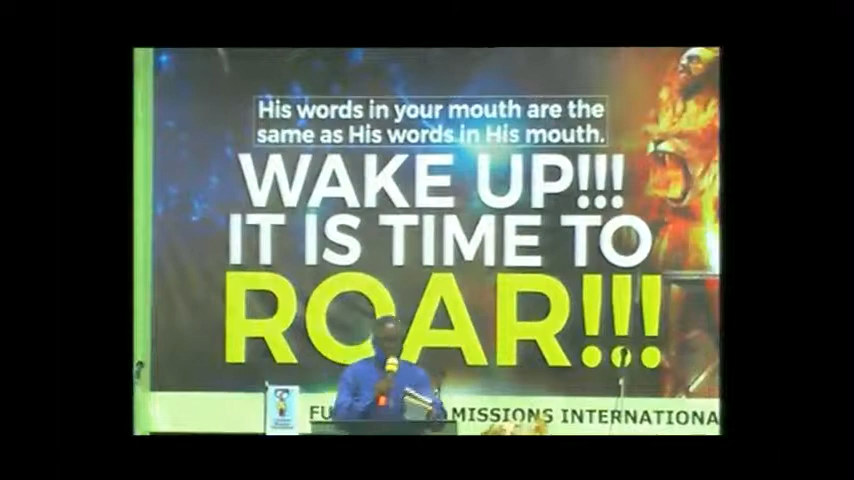 His words in your mouth are the
same as His words in His mouth.
WAKE UP!!!
IT IS TIME TO
ROAR!!!
MISSIONS INTERNATIONA